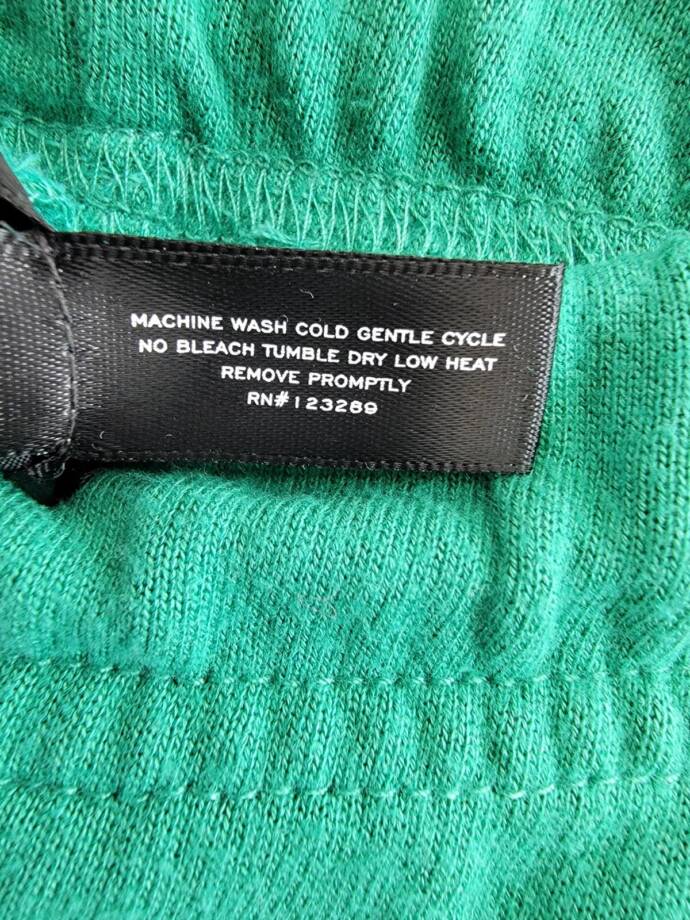 MACHINE WASH COLD GENTLE CYCLE
NO BLEACH TUMBLE DRY LOW HEAT
REMOVE PROMPTLY
RN#123289